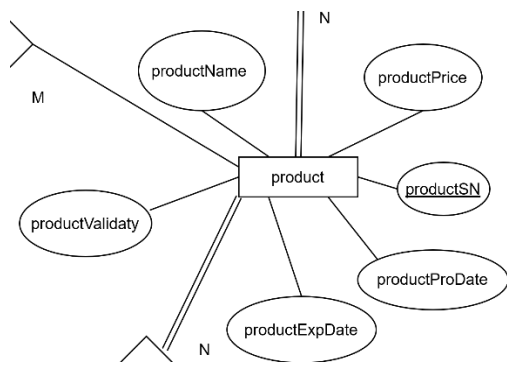 N
productName
productPrice
M
product
productSN
productValidaty
productProDate
productExpDate
N